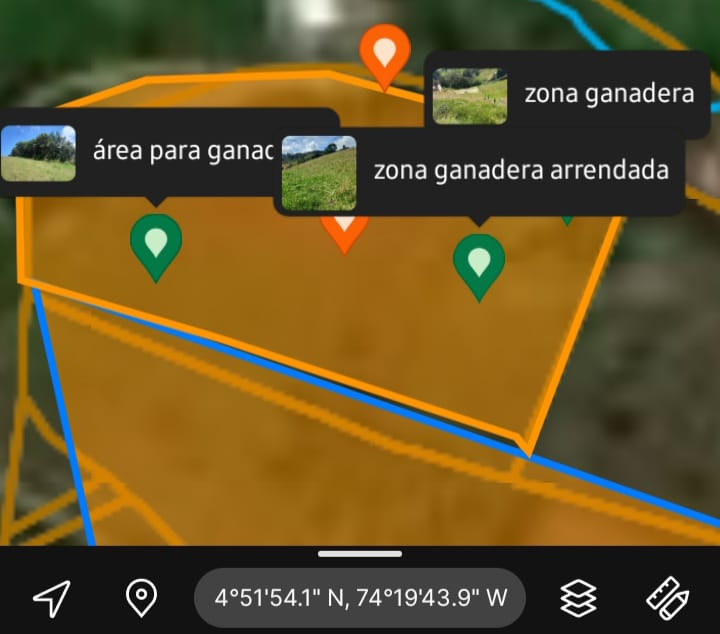 zona ganadera
área para ganac
zona ganadera arrendada
4°51'54.1" N, 74°19'43.9" W